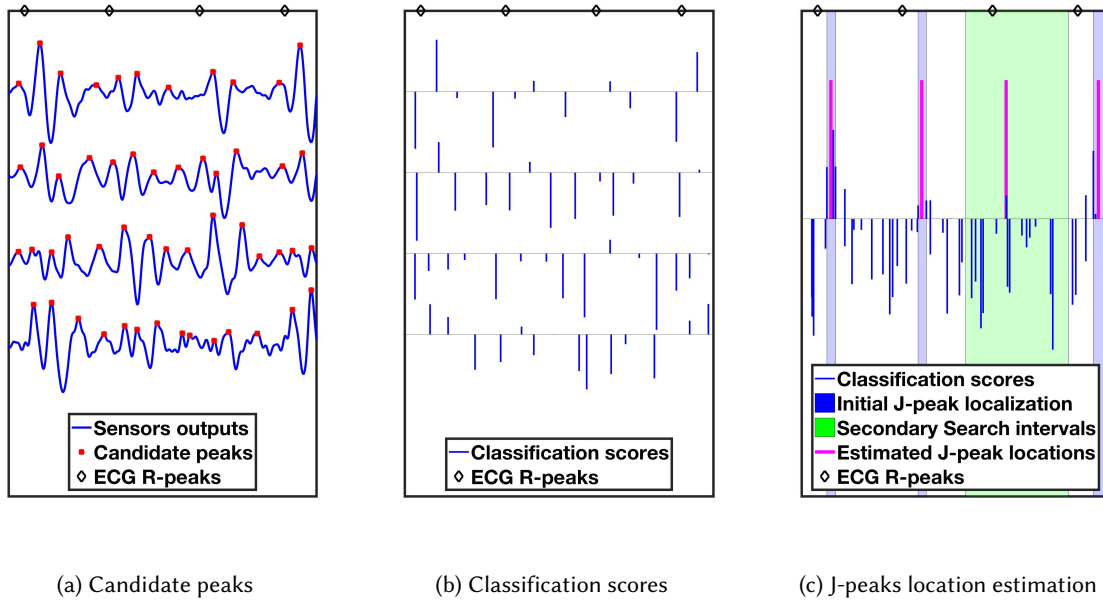 Sensors outputs
Candidate peaks
ECG R-peaks
(a) Candidate peaks
Classification scores
ECG R-peaks
(b) Classification scores
Classification scores
Initial J-peak localization
Secondary Search intervals
Estimated J-peak locations
ECG R-peaks
(c) J-peaks location estimation